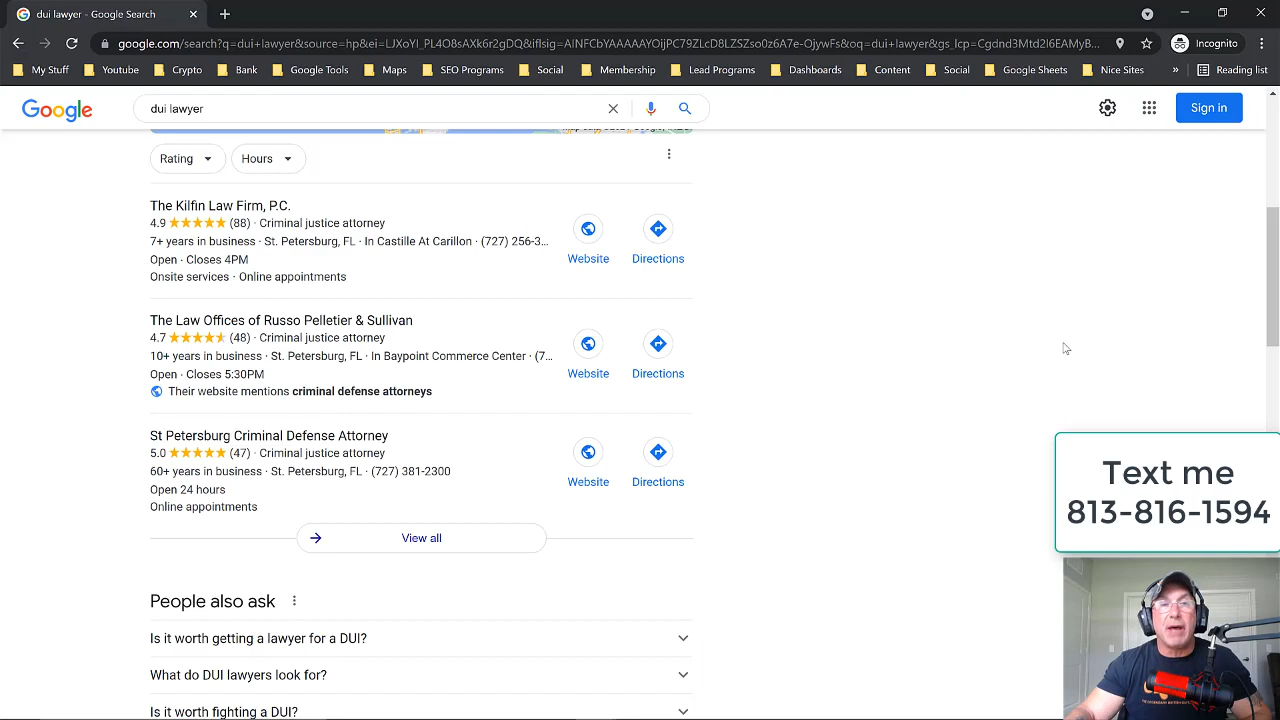 dui lawyer - Google Search
google.com/search?q=dui+lawyer&source=hp&ei=LJXoYI_PL4O8sAX
Incognito
My Stuff
Youtube
Crypto
Bank
Google Tools
Maps
SEO Programs
Social
Membership
Lead Programs
Dashboards
Content
Social
Google Sheets
Nice Sites
»
Reading list
Google
dui lawyer
Sign in
Rating
Hours
The Kilfin Law Firm, P.C.
4.9 (88) · Criminal justice attorney
7+ years in business · St. Petersburg, FL · In Castille At Carillon · (727) 256-3...
Open · Closes 4PM
Onsite services · Online appointments
Website
Directions
The Law Offices of Russo Pelletier & Sullivan
4.7 (48) · Criminal justice attorney
10+ years in business · St. Petersburg, FL · In Baypoint Commerce Center · (7...
Open · Closes 5:30PM
Their website mentions criminal defense attorneys
Website
Directions
St Petersburg Criminal Defense Attorney
5.0 (47) · Criminal justice attorney
60+ years in business · St. Petersburg, FL · (727) 381-2300
Open 24 hours
Online appointments
Website
Directions
View all
People also ask
Is it worth getting a lawyer for a DUI?
What do DUI lawyers look for?
Is it worth fighting a DUI?
Text me
813-816-1594